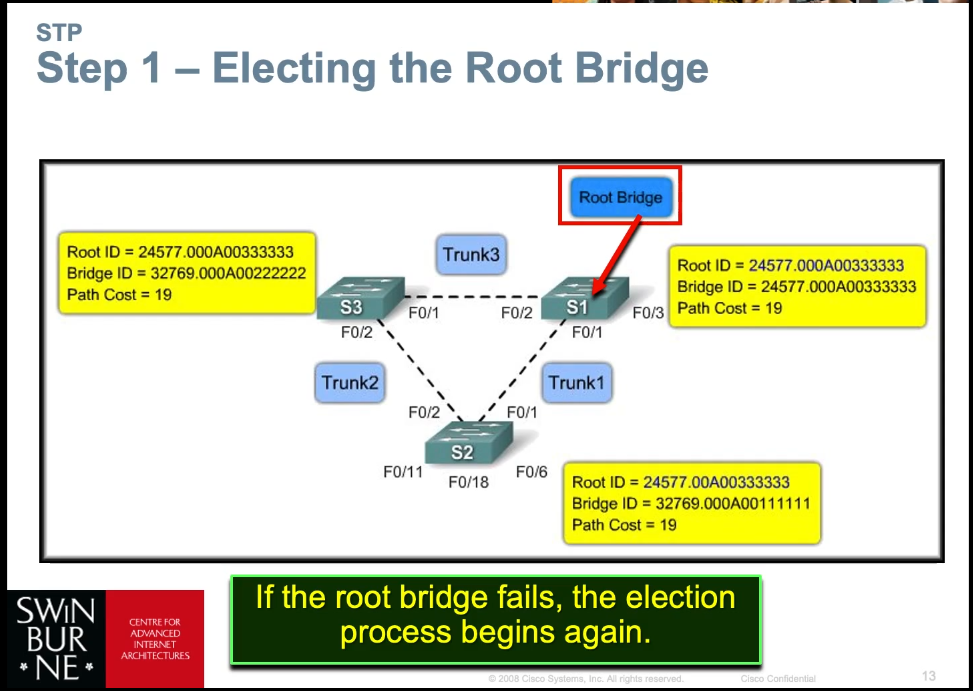 STP
Step 1 – Electing the Root Bridge
Root Bridge
Root ID = 24577.000A00333333
Bridge ID = 32769.000A00222222
Path Cost = 19
Trunk3
Root ID = 24577.000A00333333
Bridge ID = 24577.000A00333333
Path Cost = 19
S3
F0/1
F0/2
S1
F0/3
F0/2
F0/1
Trunk2
Trunk1
F0/2
F0/1
S2
F0/11
F0/18
F0/6
Root ID = 24577.00A00333333
Bridge ID = 32769.000A00111111
Path Cost = 19
If the root bridge fails, the election
process begins again.
SWIN
BUR
* NE *
CENTRE FOR
ADVANCED
INTERNET
ARCHITECTURES
© 2008 Cisco Systems, Inc. All rights reserved.
Cisco Confidential
13